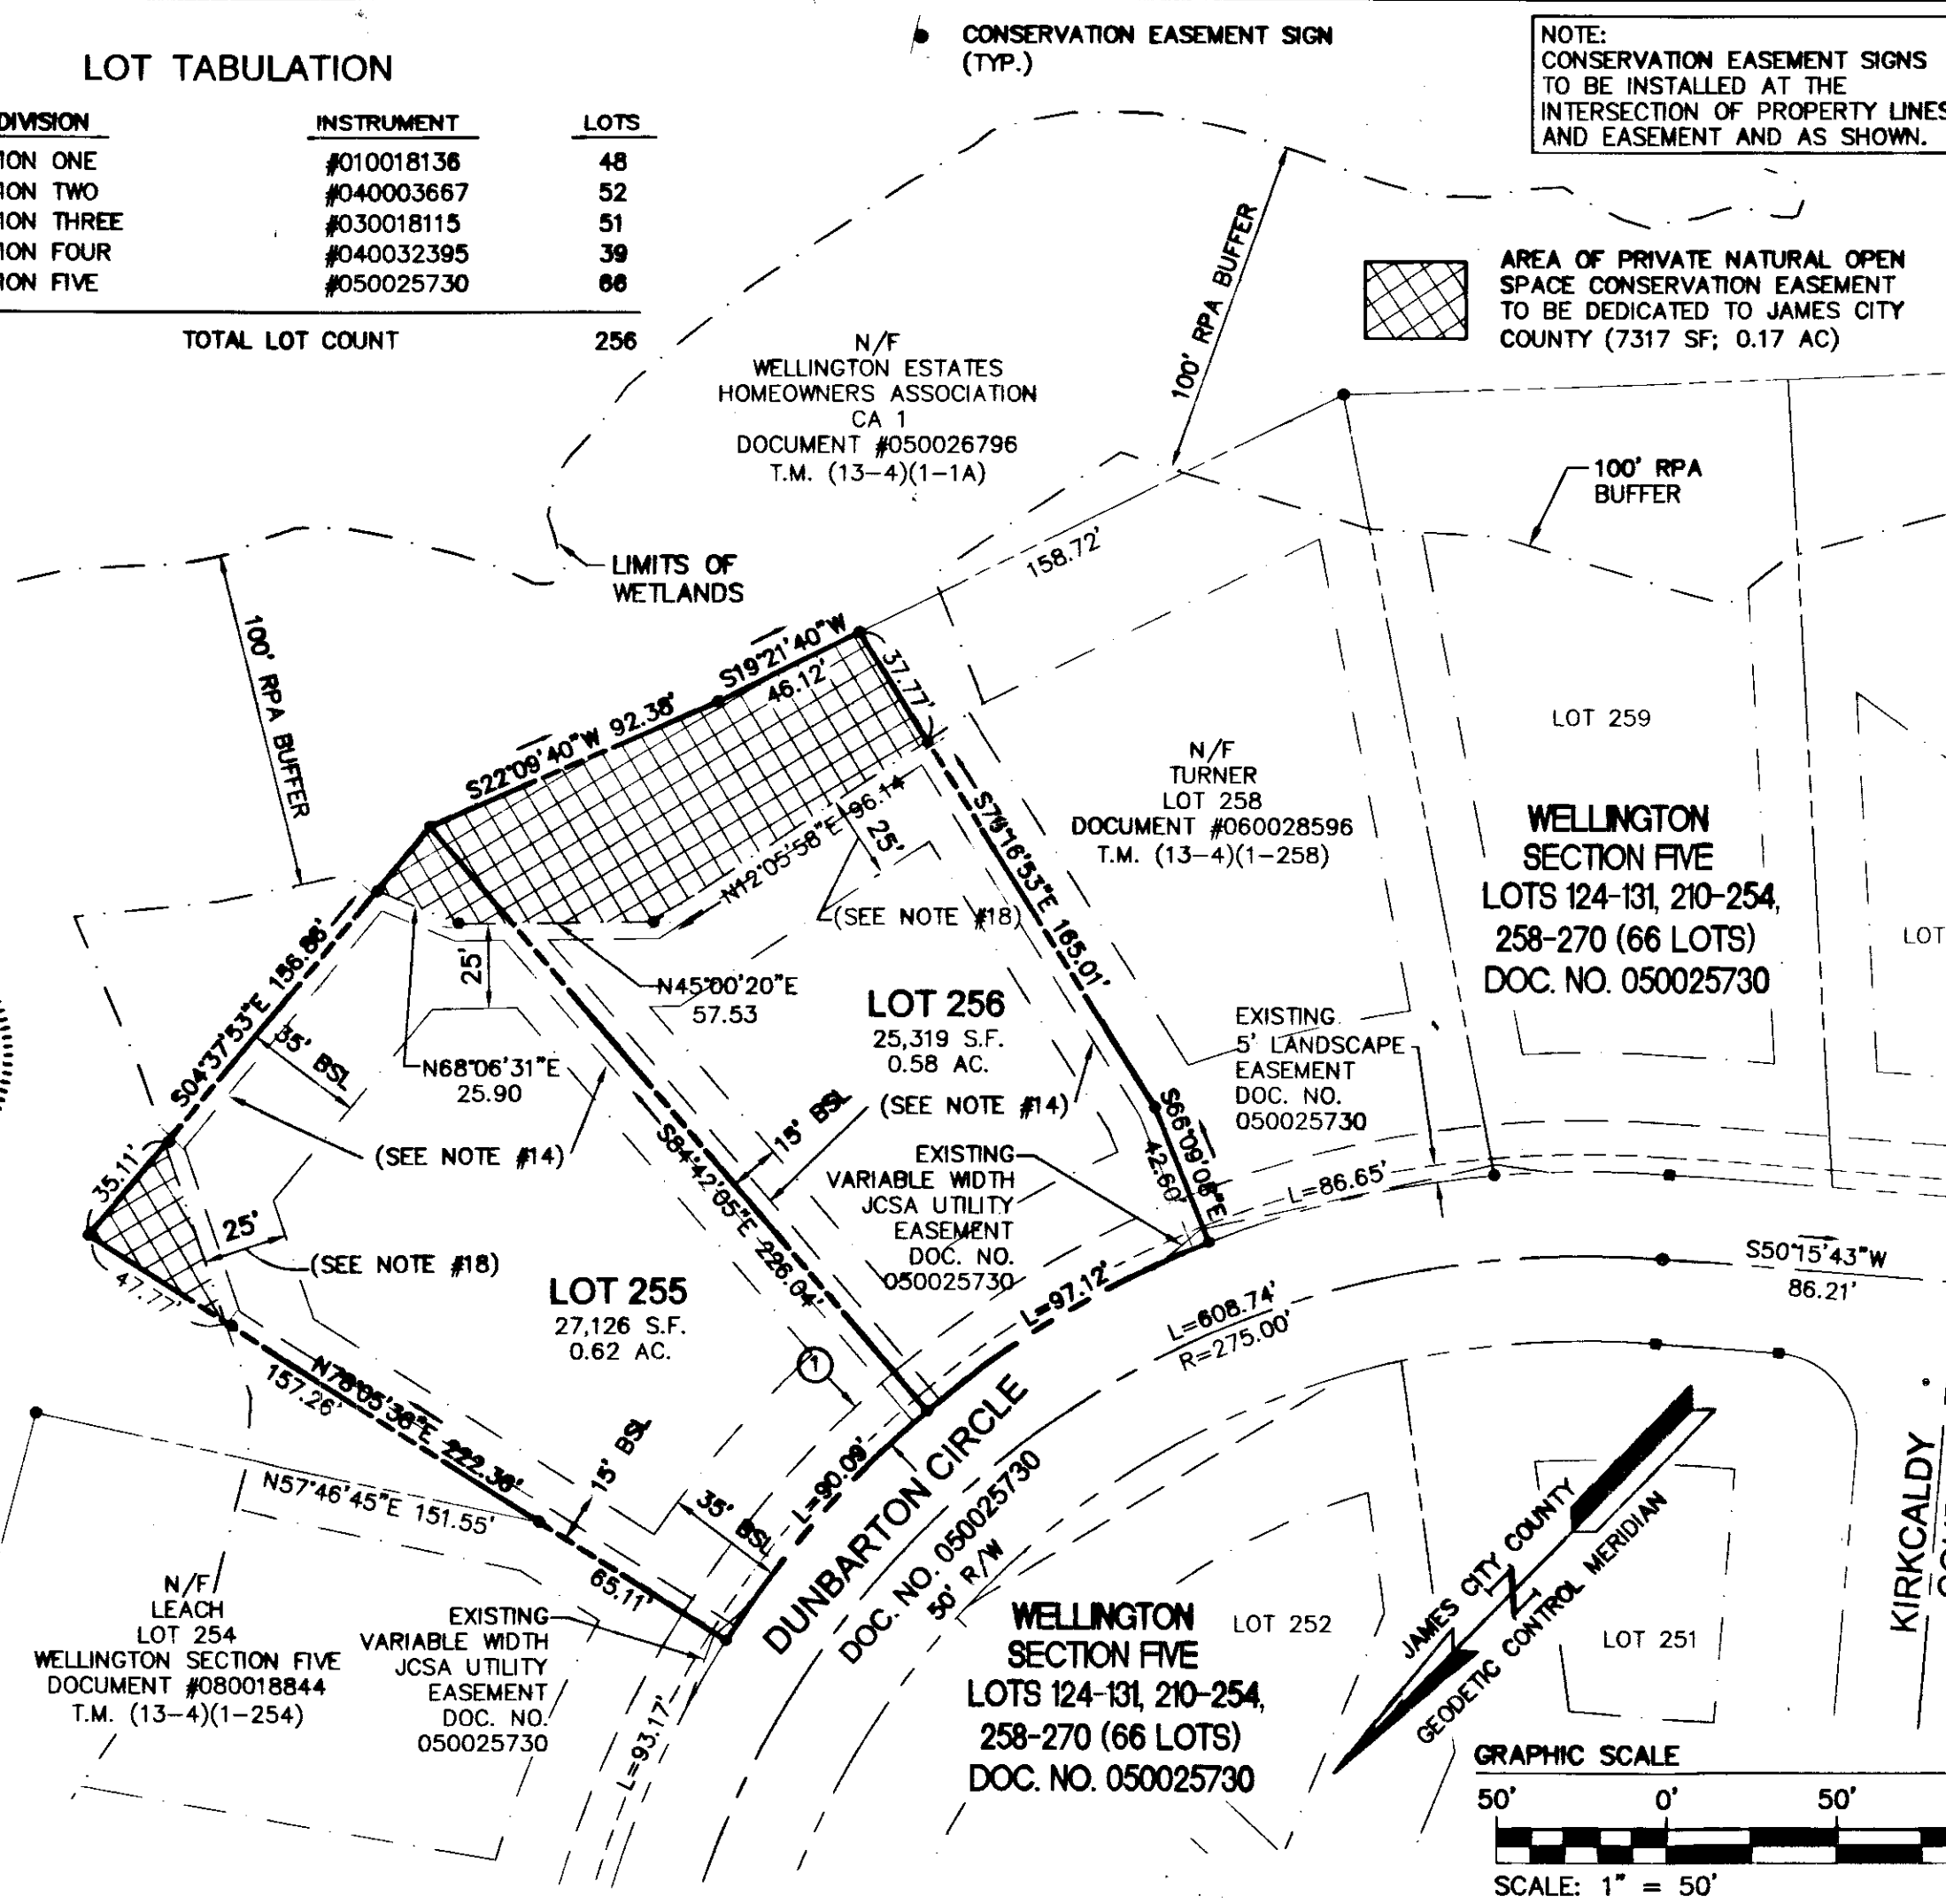 LOT TABULATION
DIVISION INSTRUMENT LOTS
ION ONE #010018136 48
ION TWO #040003667 52
ION THREE #030018115 51
ION FOUR #040032395 39
ION FIVE #050025730 66
TOTAL LOT COUNT 256
CONSERVATION EASEMENT SIGN
(TYP.)
NOTE:
CONSERVATION EASEMENT SIGNS
TO BE INSTALLED AT THE
INTERSECTION OF PROPERTY LINES
AND EASEMENT AND AS SHOWN.
AREA OF PRIVATE NATURAL OPEN
SPACE CONSERVATION EASEMENT
TO BE DEDICATED TO JAMES CITY
COUNTY (7317 SF; 0.17 AC)
100' RPA BUFFER
N/F
WELLINGTON ESTATES
HOMEOWNERS ASSOCIATION
CA 1
DOCUMENT #050026796
T.M. (13-4)(1-1A)
100' RPA
BUFFER
LIMITS OF
WETLANDS
158.72'
100' RPA BUFFER
S19°21'40"W
46.12'
37.77'
S22°09'40"W 92.38'
N12°05'58"E 96.14
25'
(SEE NOTE #18)
S79°16'53"E 165.01'
N/F
TURNER
LOT 258
DOCUMENT #060028596
T.M. (13-4)(1-258)
LOT 259
WELLINGTON
SECTION FIVE
LOTS 124-131, 210-254,
258-270 (66 LOTS)
DOC. NO. 050025730
LOT
S04°37'53"E 156.86'
35' BSL
25'
N45°00'20"E
57.53
N68°06'31"E
25.90
LOT 256
25,319 S.F.
0.58 AC.
(SEE NOTE #14)
EXISTING
5' LANDSCAPE
EASEMENT
DOC. NO.
050025730
(SEE NOTE #14)
15' BSL
S84°42'05"E 226.04'
S66°09'08"E
42.60'
EXISTING
VARIABLE WIDTH
JCSA UTILITY
EASEMENT
DOC. NO.
050025730
L=86.65'
35.11'
25'
(SEE NOTE #18)
47.77'
LOT 255
27,126 S.F.
0.62 AC.
1
L=97.12'
L=608.74'
R=275.00'
S50°15'43"W
86.21'
N78°05'36"E 222.36'
157.26'
N57°46'45"E 151.55'
15' BSL
35' BSL
65.11'
L=90.09'
DUNBARTON CIRCLE
DOC. NO. 050025730
50' R/W
N/F
LEACH
LOT 254
WELLINGTON SECTION FIVE
DOCUMENT #080018844
T.M. (13-4)(1-254)
EXISTING
VARIABLE WIDTH
JCSA UTILITY
EASEMENT
DOC. NO.
050025730
L=93.17'
WELLINGTON
SECTION FIVE
LOTS 124-131, 210-254,
258-270 (66 LOTS)
DOC. NO. 050025730
LOT 252
LOT 251
JAMES CITY COUNTY
N
GEODETIC CONTROL MERIDIAN
KIRKCALDY
GRAPHIC SCALE
50' 0' 50'
SCALE: 1" = 50'